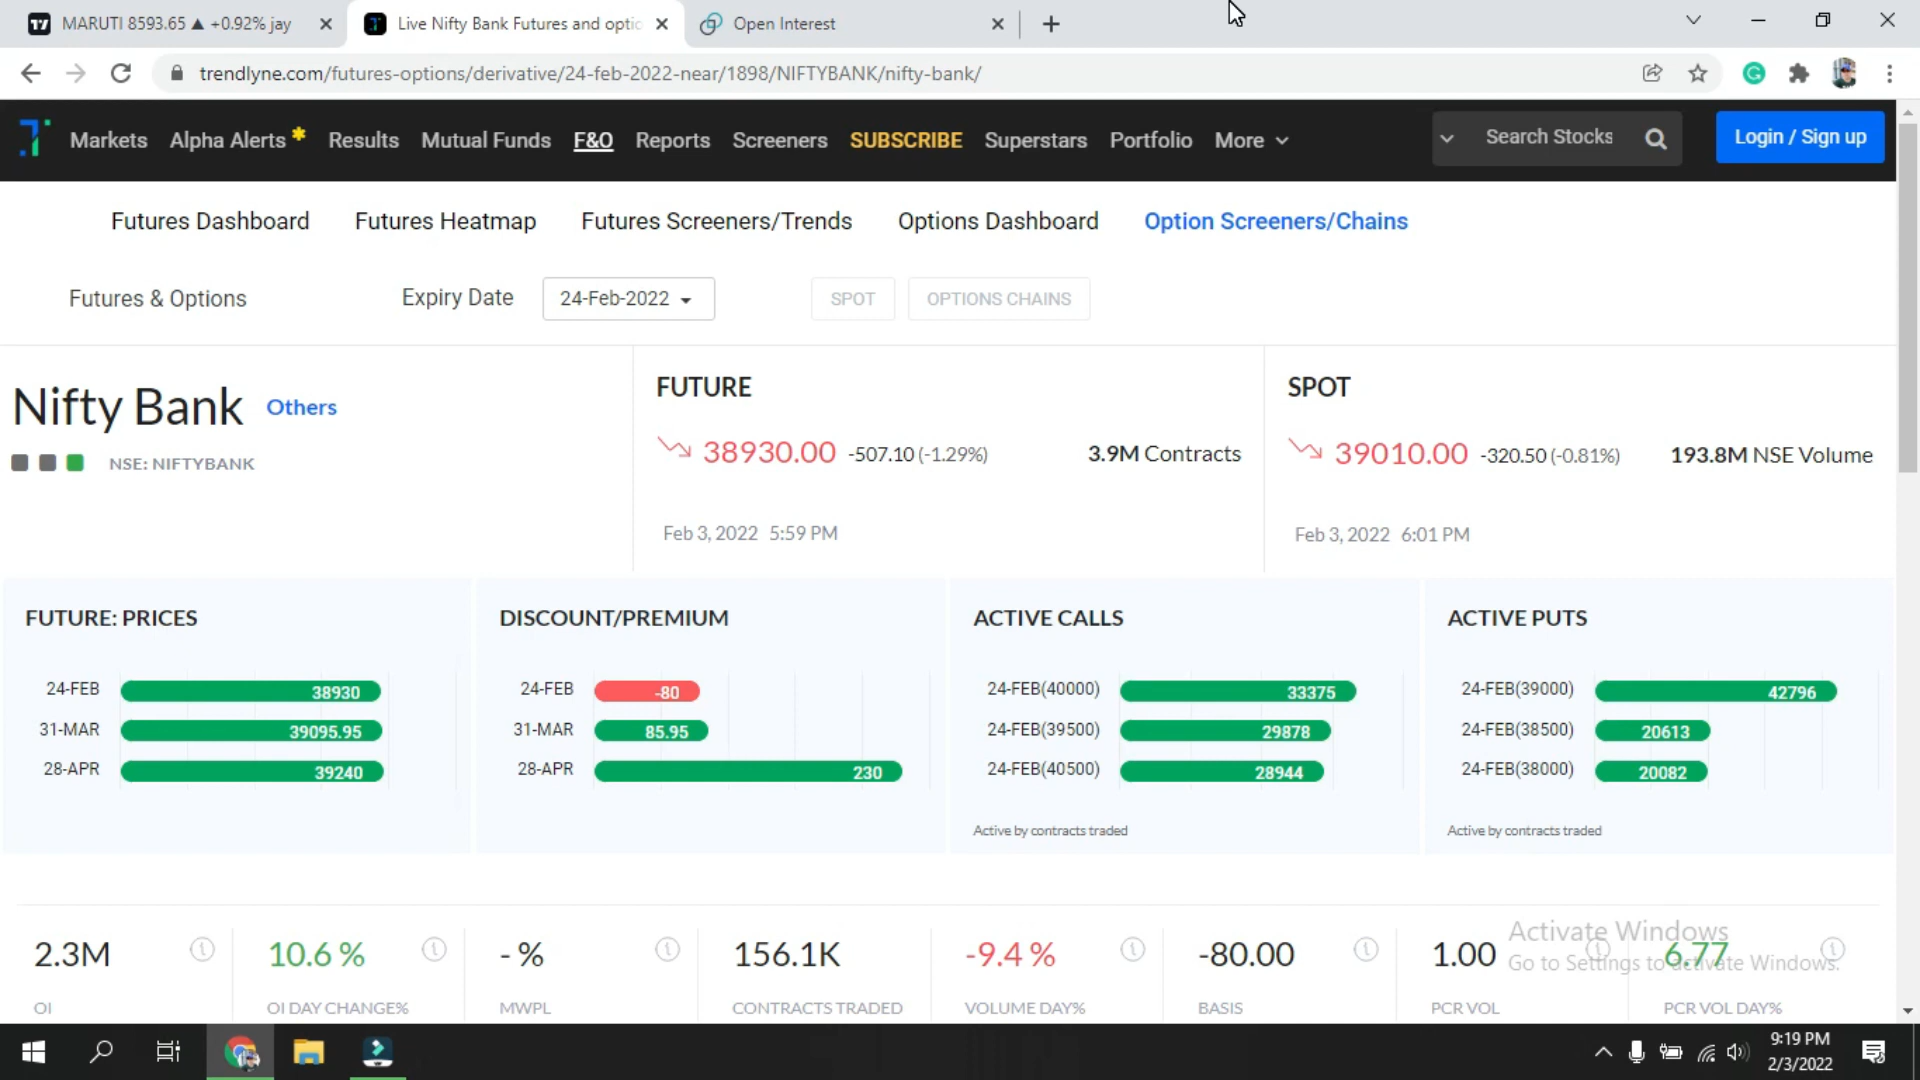 MARUTI 8593.65 ▲ +0.92% jay
Live Nifty Bank Futures and optio
Open Interest
trendlyne.com/futures-options/derivative/24-feb-2022-near/1898/NIFTYBANK/nifty-bank/
Markets Alpha Alerts Results Mutual Funds F&O Reports Screeners SUBSCRIBE Superstars Portfolio More Search Stocks Login / Sign up
Futures Dashboard Futures Heatmap Futures Screeners/Trends Options Dashboard Option Screeners/Chains
Futures & Options Expiry Date 24-Feb-2022 SPOT OPTIONS CHAINS
Nifty Bank Others
NSE: NIFTYBANK
FUTURE
38930.00 -507.10 (-1.29%) 3.9M Contracts
Feb 3, 2022 5:59 PM
SPOT
39010.00 -320.50 (-0.81%) 193.8M NSE Volume
Feb 3, 2022 6:01 PM
FUTURE: PRICES
24-FEB 38930
31-MAR 39095.95
28-APR 39240
DISCOUNT/PREMIUM
24-FEB -80
31-MAR 85.95
28-APR 230
ACTIVE CALLS
24-FEB(40000) 33375
24-FEB(39500) 29878
24-FEB(40500) 28944
Active by contracts traded
ACTIVE PUTS
24-FEB(39000) 42796
24-FEB(38500) 20613
24-FEB(38000) 20082
Active by contracts traded
2.3M 10.6 % - % 156.1K -9.4 % -80.00 1.00 6.77
OI OI DAY CHANGE% MWPL CONTRACTS TRADED VOLUME DAY% BASIS PCR VOL PCR VOL DAY%
Activate Windows
Go to Settings to activate Windows.
9:19 PM
2/3/2022